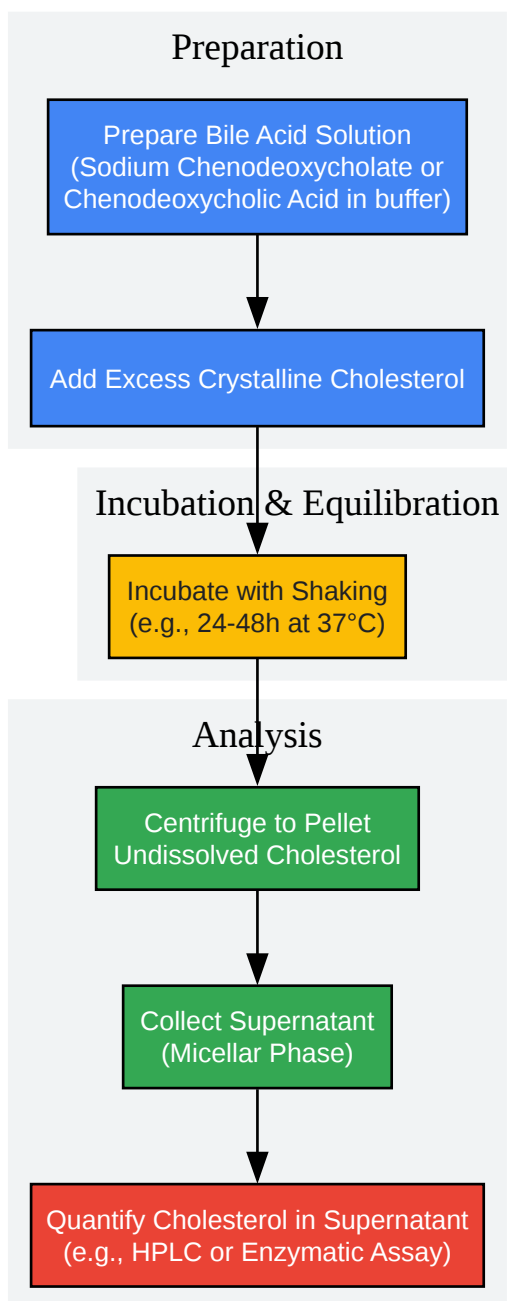 Preparation
Prepare Bile Acid Solution
(Sodium Chenodeoxycholate or
Chenodeoxycholic Acid in buffer)
Add Excess Crystalline Cholesterol
Incubation & Equilibration
Incubate with Shaking
(e.g., 24-48h at 37°C)
Analysis
Centrifuge to Pellet
Undissolved Cholesterol
Collect Supernatant
(Micellar Phase)
Quantify Cholesterol in Supernatant
(e.g., HPLC or Enzymatic Assay)